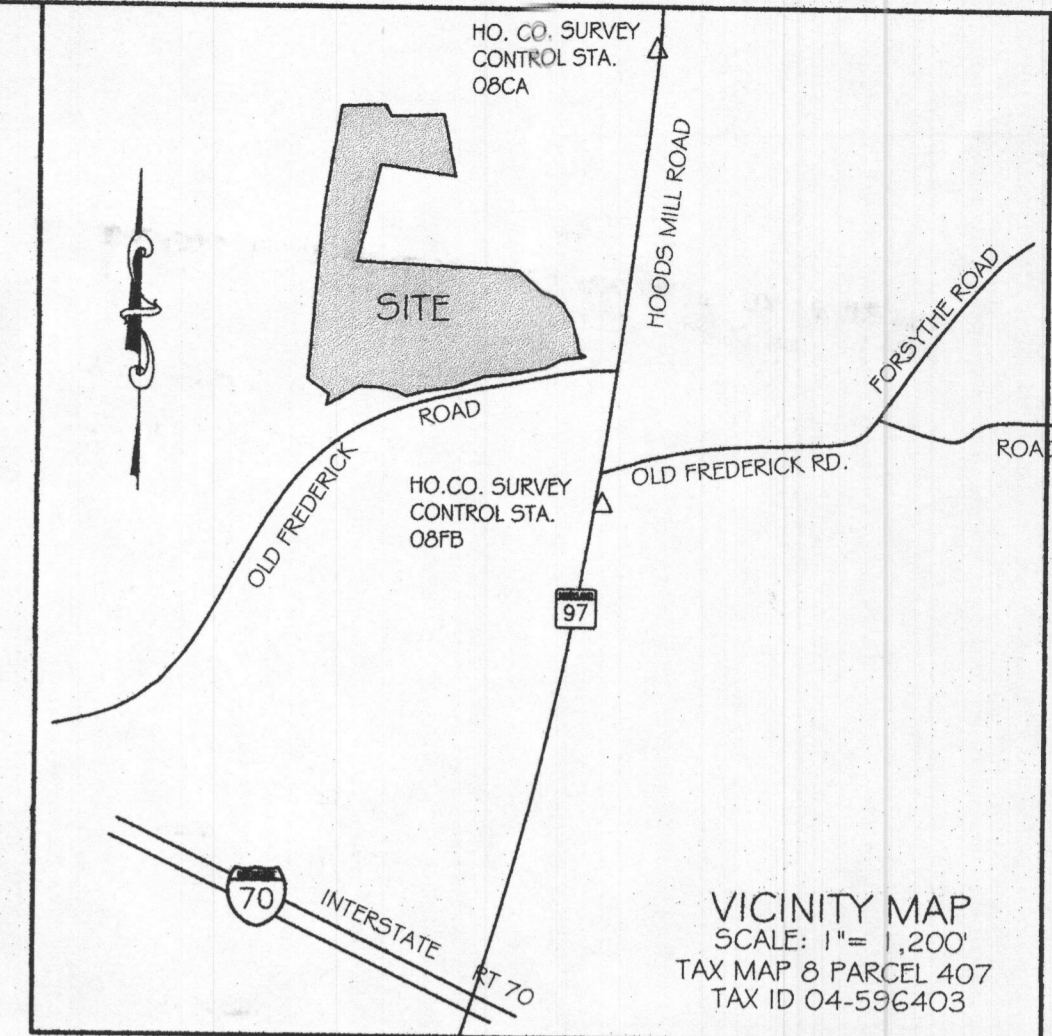 HO. CO. SURVEY
CONTROL STA.
08CA
HOODS MILL ROAD
SITE
FORSYTHE ROAD
ROAD
OLD FREDERICK
OLD FREDERICK RD.
HO.CO. SURVEY
CONTROL STA.
08FB
97
70
INTERSTATE
RT 70
VICINITY MAP
SCALE: 1"= 1,200'
TAX MAP 8 PARCEL 407
TAX ID 04-596403